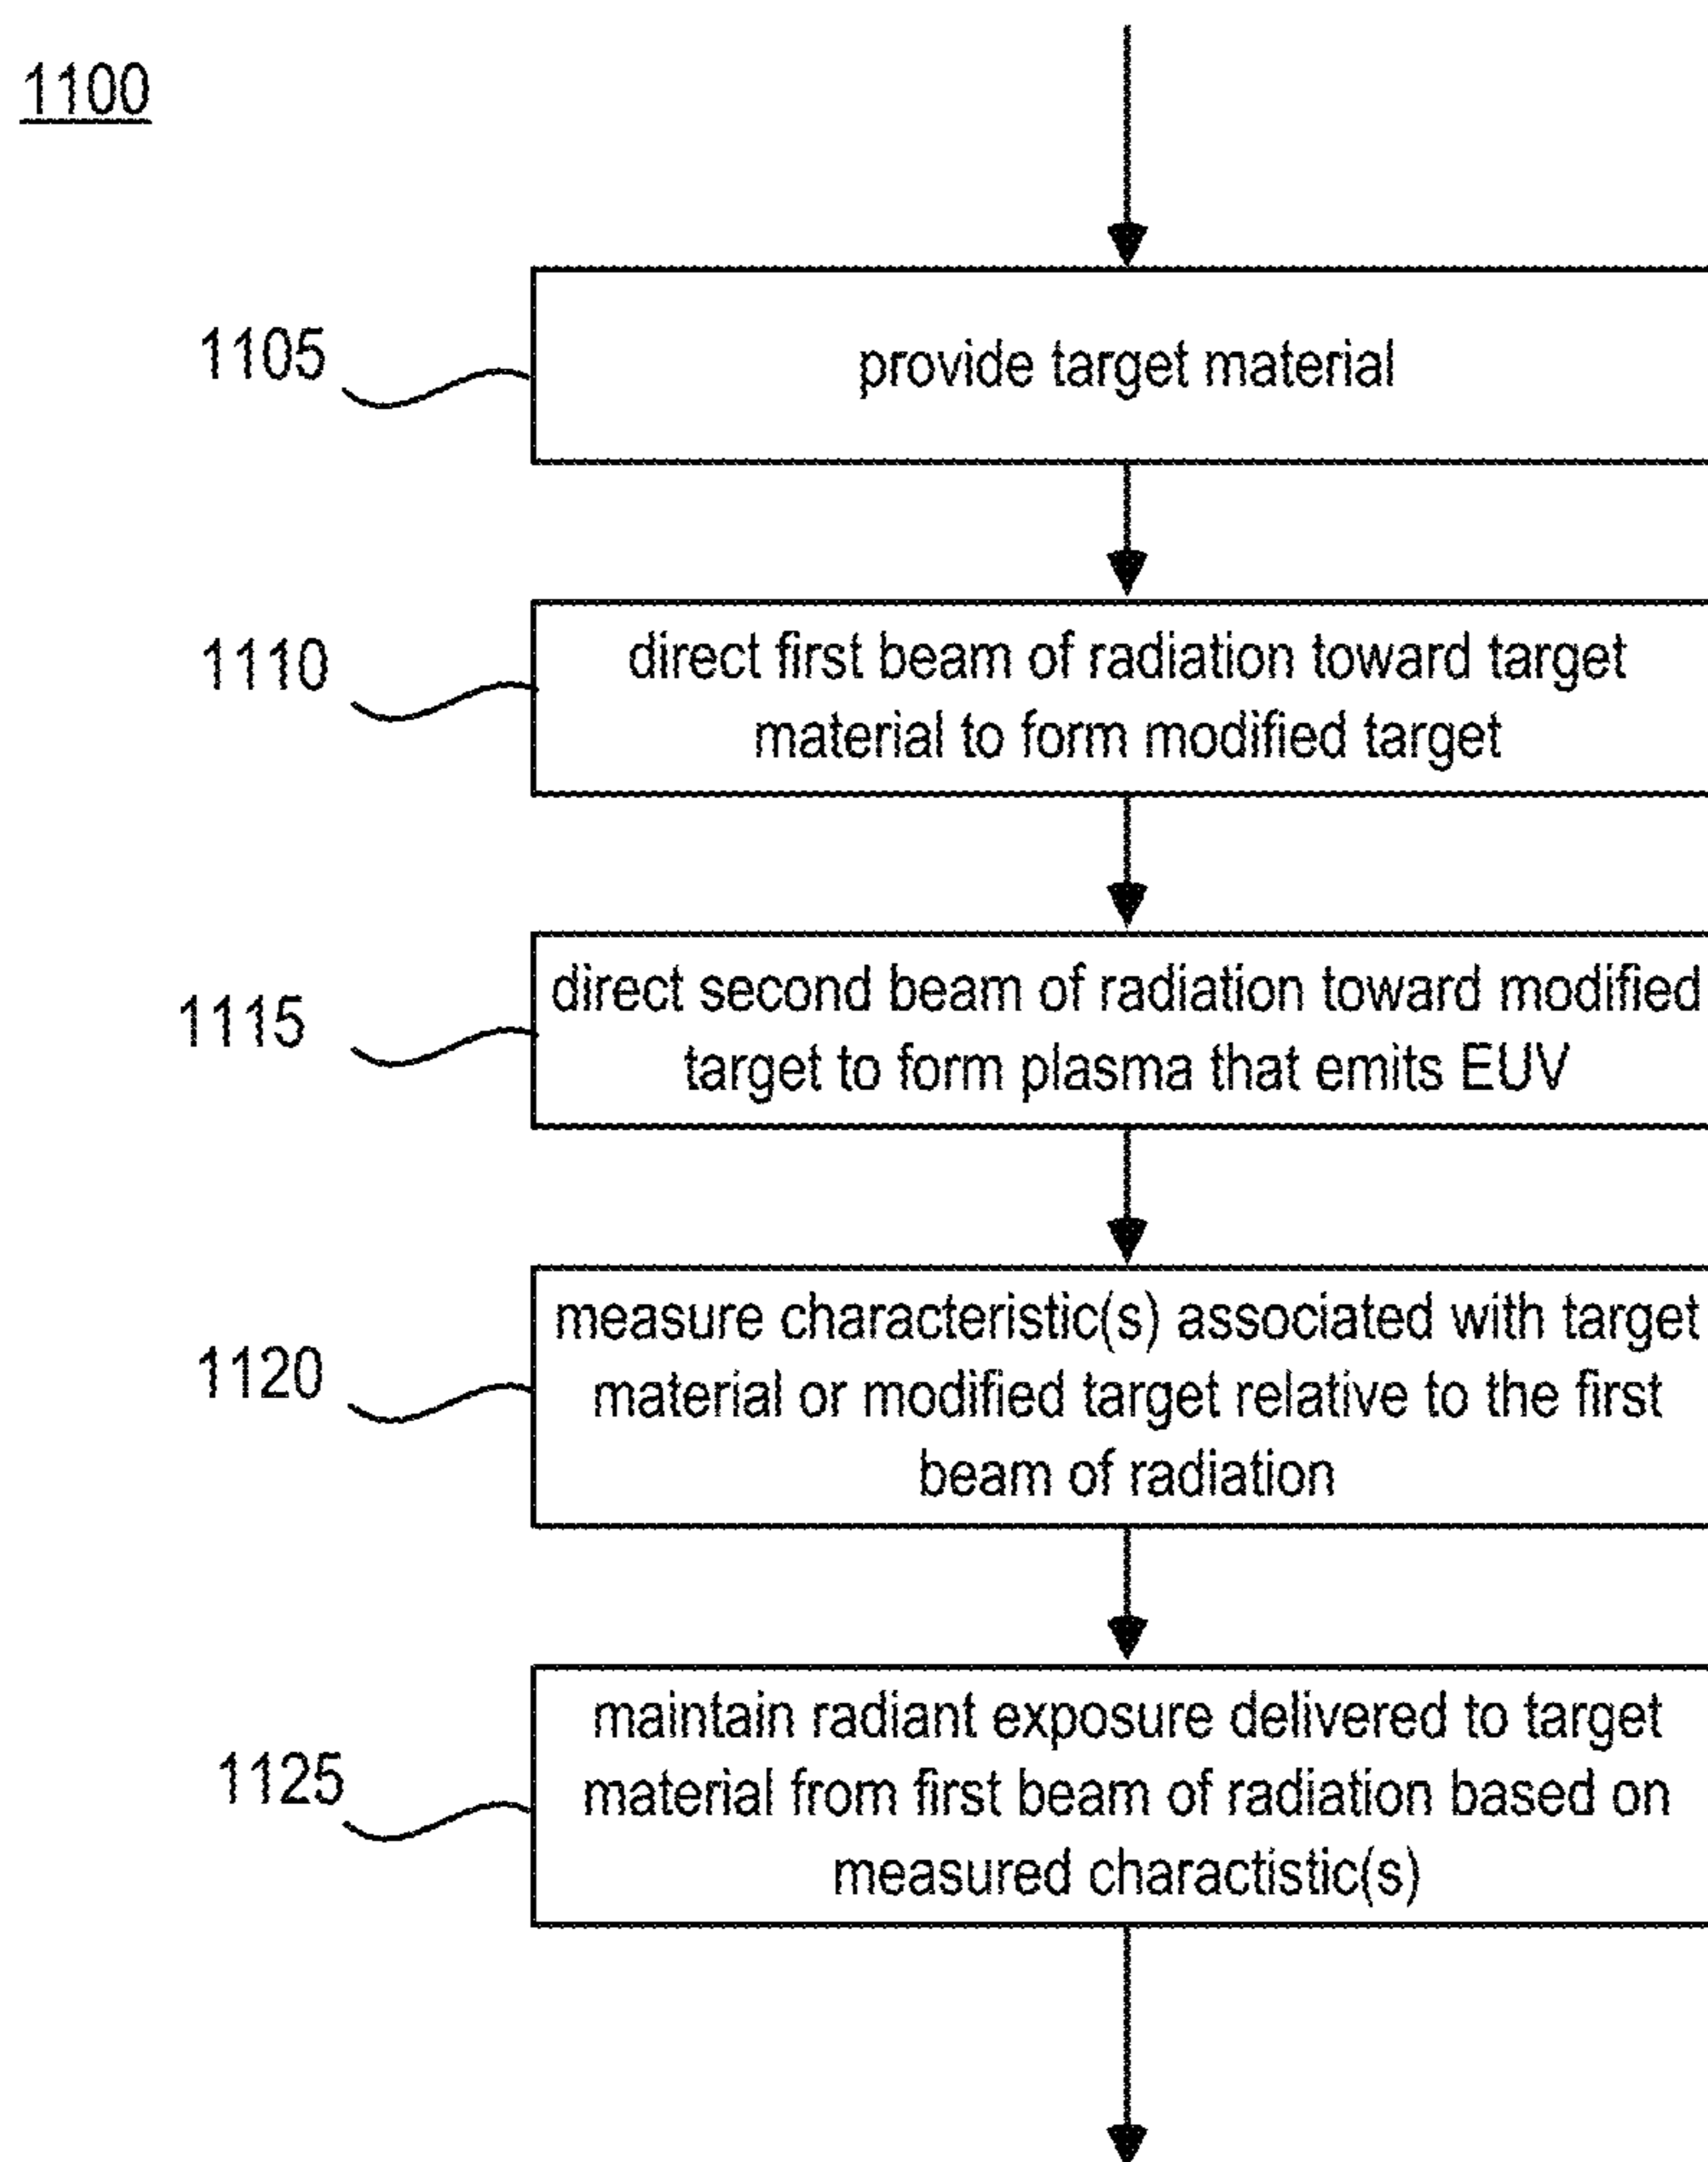 1100
1105
provide target material
1110
direct first beam of radiation toward target
material to form modified target
1115
direct second beam of radiation toward modified
target to form plasma that emits EUV
1120
measure characteristic(s) associated with target
material or modified target relative to the first
beam of radiation
1125
maintain radiant exposure delivered to target
material from first beam of radiation based on
measured charactistic(s)